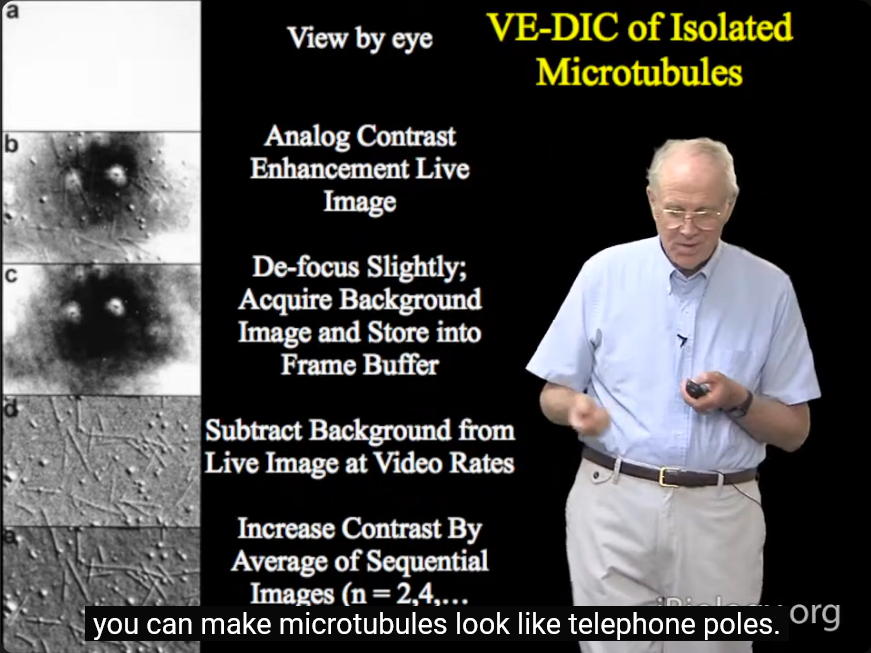 a
View by eye
VE-DIC of Isolated
Microtubules
b
Analog Contrast
Enhancement Live
Image
c
De-focus Slightly;
Acquire Background
Image and Store into
Frame Buffer
d
Subtract Background from
Live Image at Video Rates
e
Increase Contrast By
Average of Sequential
Images (n = 2,4,…
iBiology.org
you can make microtubules look like telephone poles.